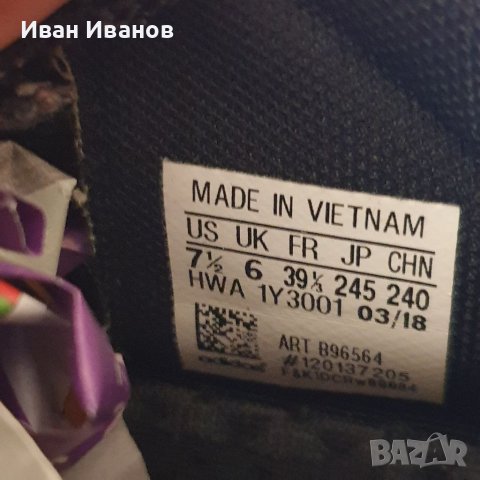 Иван Иванов
MADE IN VIETNAM
US UK FR JP CHN
7½ 6 39⅓ 245 240
HWA 1Y3001 03/18
ART B96564
adidas #120137205
BAZAR